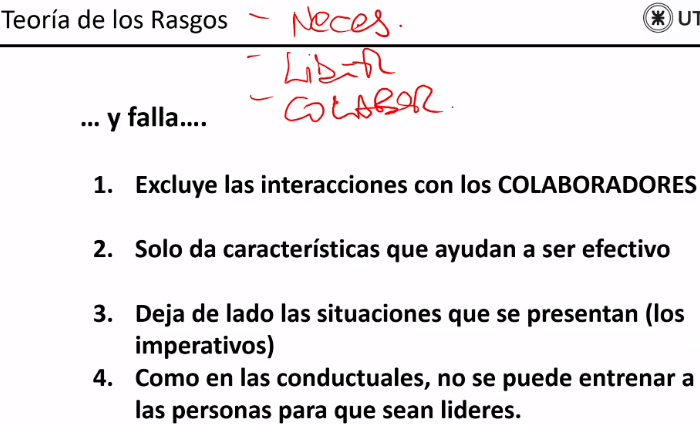 Teoría de los Rasgos - Neces.
UT
- LiDER
- COLABOR.
... y falla....
1. Excluye las interacciones con los COLABORADORES
2. Solo da características que ayudan a ser efectivo
3. Deja de lado las situaciones que se presentan (los
imperativos)
4. Como en las conductuales, no se puede entrenar a
las personas para que sean lideres.